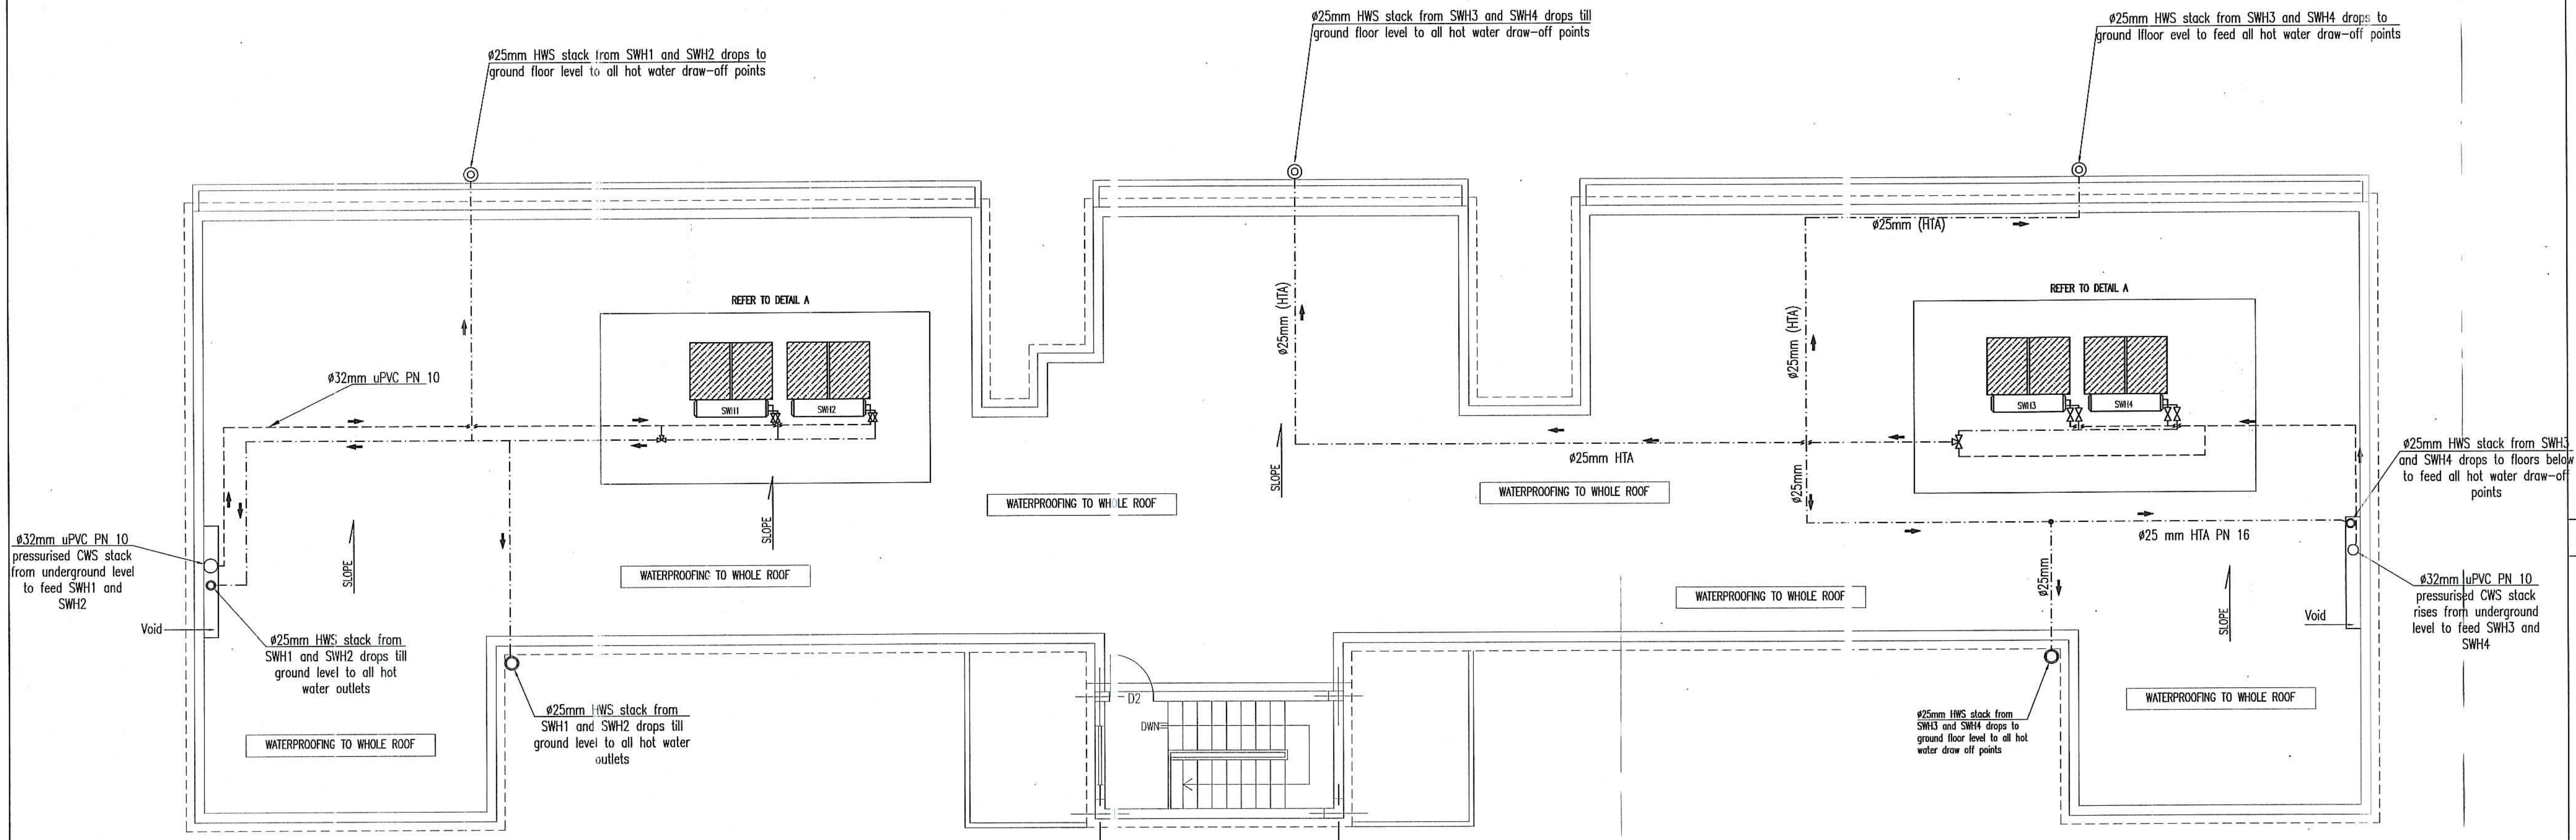 ø25mm HWS stack from SWH1 and SWH2 drops to
ground floor level to all hot water draw-off points
ø25mm HWS stack from SWH3 and SWH4 drops till
ground floor level to all hot water draw-off points
ø25mm HWS stack from SWH3 and SWH4 drops to
ground lfloor evel to feed all hot water draw-off points
ø25mm (HTA)
REFER TO DETAIL A
REFER TO DETAIL A
ø25mm (HTA)
ø25mm (HTA)
ø32mm uPVC PN 10
SWH1
SWH2
SWH3
SWH4
ø25mm HTA
ø25mm
SLOPE
SLOPE
SLOPE
SLOPE
ø25mm HWS stack from SWH3
and SWH4 drops to floors below
to feed all hot water draw-off
points
WATERPROOFING TO WHOLE ROOF
WATERPROOFING TO WHOLE ROOF
ø25 mm HTA PN 16
ø32mm uPVC PN 10
pressurised CWS stack
from underground level
to feed SWH1 and
SWH2
WATERPROOFING TO WHOLE ROOF
WATERPROOFING TO WHOLE ROOF
ø25mm
ø32mm uPVC PN 10
pressurised CWS stack
rises from underground
level to feed SWH3 and
SWH4
Void
Void
ø25mm HWS stack from
SWH1 and SWH2 drops till
ground level to all hot
water outlets
ø25mm HWS stack from
SWH1 and SWH2 drops till
ground level to all hot water
outlets
D2
DWN
ø25mm HWS stack from
SWH3 and SWH4 drops to
ground floor level to all hot
water draw off points
WATERPROOFING TO WHOLE ROOF
WATERPROOFING TO WHOLE ROOF